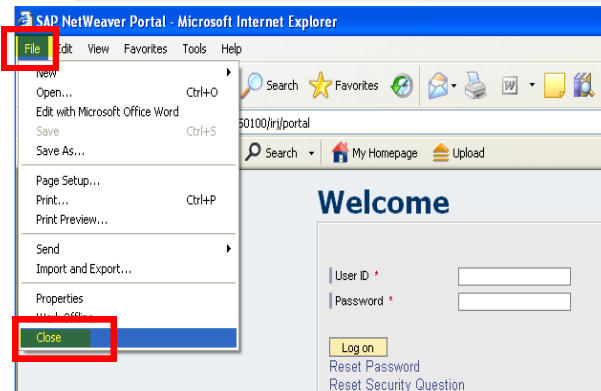 SAP NetWeaver Portal - Microsoft Internet Explorer
File Edit View Favorites Tools Help
New
Open... Ctrl+O
Edit with Microsoft Office Word
Save Ctrl+S
Save As...
Page Setup...
Print... Ctrl+P
Print Preview...
Send
Import and Export...
Properties
Work Offline
Close
Search Favorites
50100/irj/portal
Search My Homepage Upload
Welcome
User ID *
Password *
Log on
Reset Password
Reset Security Question